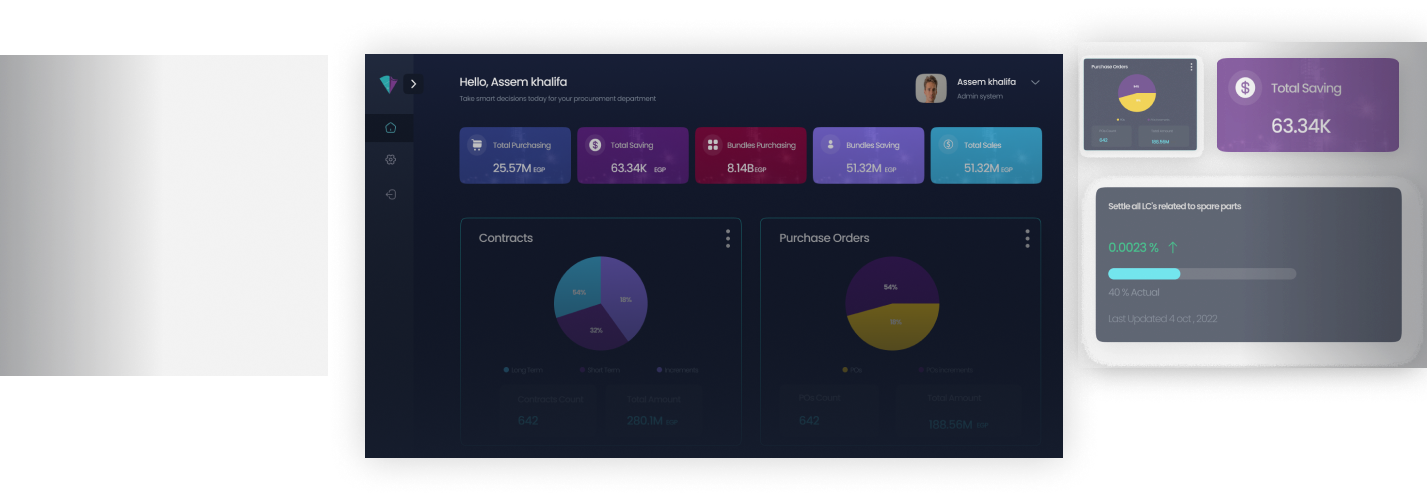 Hello, Assem khalifa
Take smart decisions today for your procurement department
Assem khalifa
Admin system
Total Purchasing
25.57M EGP
Total Saving
63.34K EGP
Bundles Purchasing
8.14B EGP
Bundles Saving
51.32M EGP
Total Sales
51.32M EGP
Contracts
54%
18%
32%
Long Term
Short Term
Increments
Contracts Count
642
Total Amount
280.1M EGP
Purchase Orders
54%
18%
POs
POs Increments
POs Count
642
Total Amount
188.56M EGP
Purchase Orders
642
188.56M
Total Saving
63.34K
Settle all LC's related to spare parts
0.0023 %
40 % Actual
Last Updated 4 oct , 2022